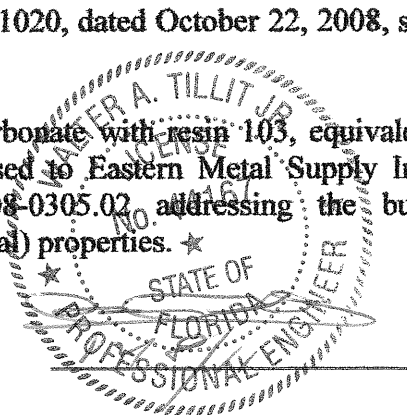 1020, dated October 22, 2008, s
rbonate with resin 103, equivale
sed to Eastern Metal Supply In
8-0305.02 addressing the bu
al) properties.
WALTER A. TILLIT JR.
LICENSE
No.
STATE OF
FLORIDA
PROFESSIONAL ENGINEER